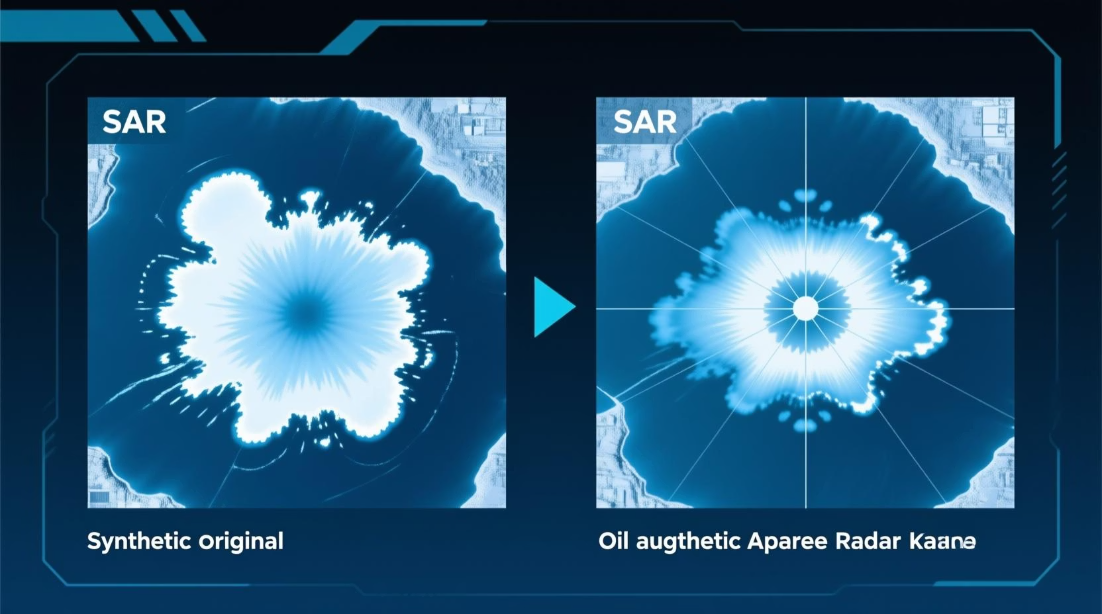 SAR
SAR
Synthetic original
Oil augthetic Aparee Radar